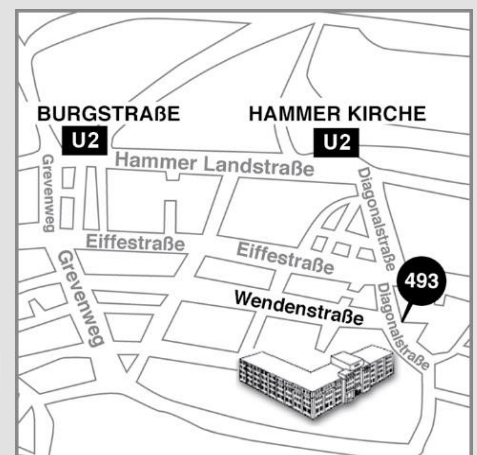 BURGSTRAßE
U2
HAMMER KIRCHE
U2
Hammer Landstraße
Grevenweg
Diagonalstraße
Eiffestraße
Eiffestraße
Grevenweg
493
Wendenstraße
Diagonalstraße